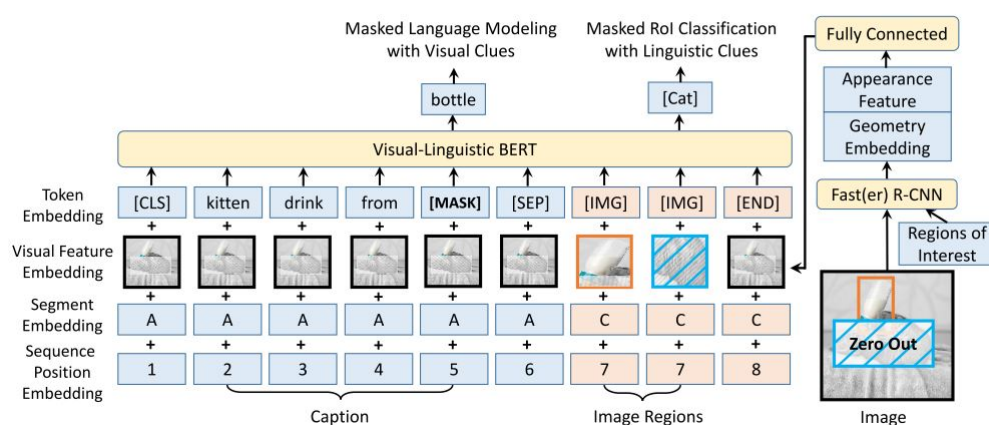 Masked Language Modeling
with Visual Clues
Masked RoI Classification
with Linguistic Clues
Fully Connected
bottle
[Cat]
Appearance
Feature
Geometry
Embedding
Visual-Linguistic BERT
Fast(er) R-CNN
Regions of
Interest
Token
Embedding
[CLS] kitten drink from [MASK] [SEP] [IMG] [IMG] [END]
+ + + + + + + + +
Visual Feature
Embedding
+ + + + + + + + +
Segment
Embedding
A A A A A A C C C
+ + + + + + + + +
Sequence
Position
Embedding
1 2 3 4 5 6 7 7 8
Zero Out
Caption
Image Regions
Image